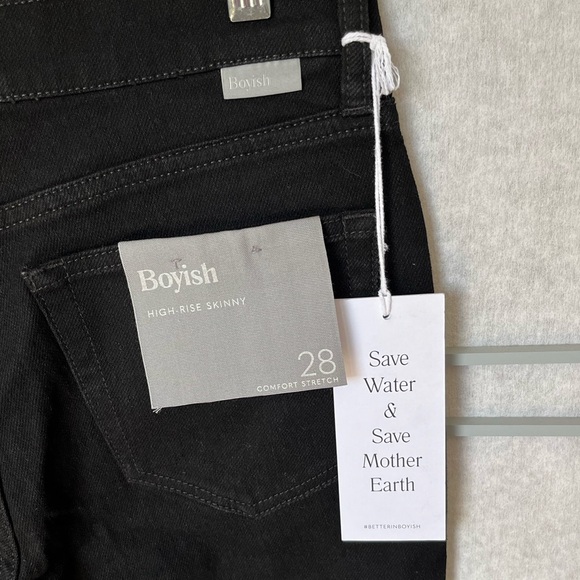 Boyish
Boyish
HIGH-RISE SKINNY
28
COMFORT STRETCH
Save
Water
&
Save
Mother
Earth
#BETTERINBOYISH